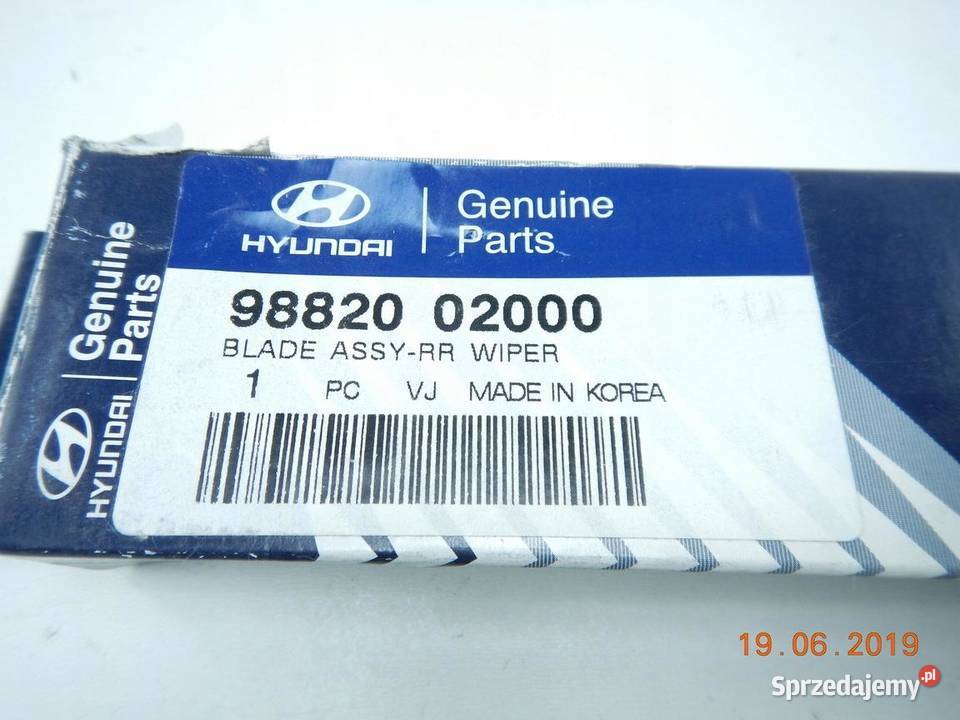 HYUNDAI
Genuine
Parts
98820 02000
BLADE ASSY-RR WIPER
1 PC VJ MADE IN KOREA
HYUNDAI
Genuine
Parts
19.06.2019
Sprzedajemy.pl